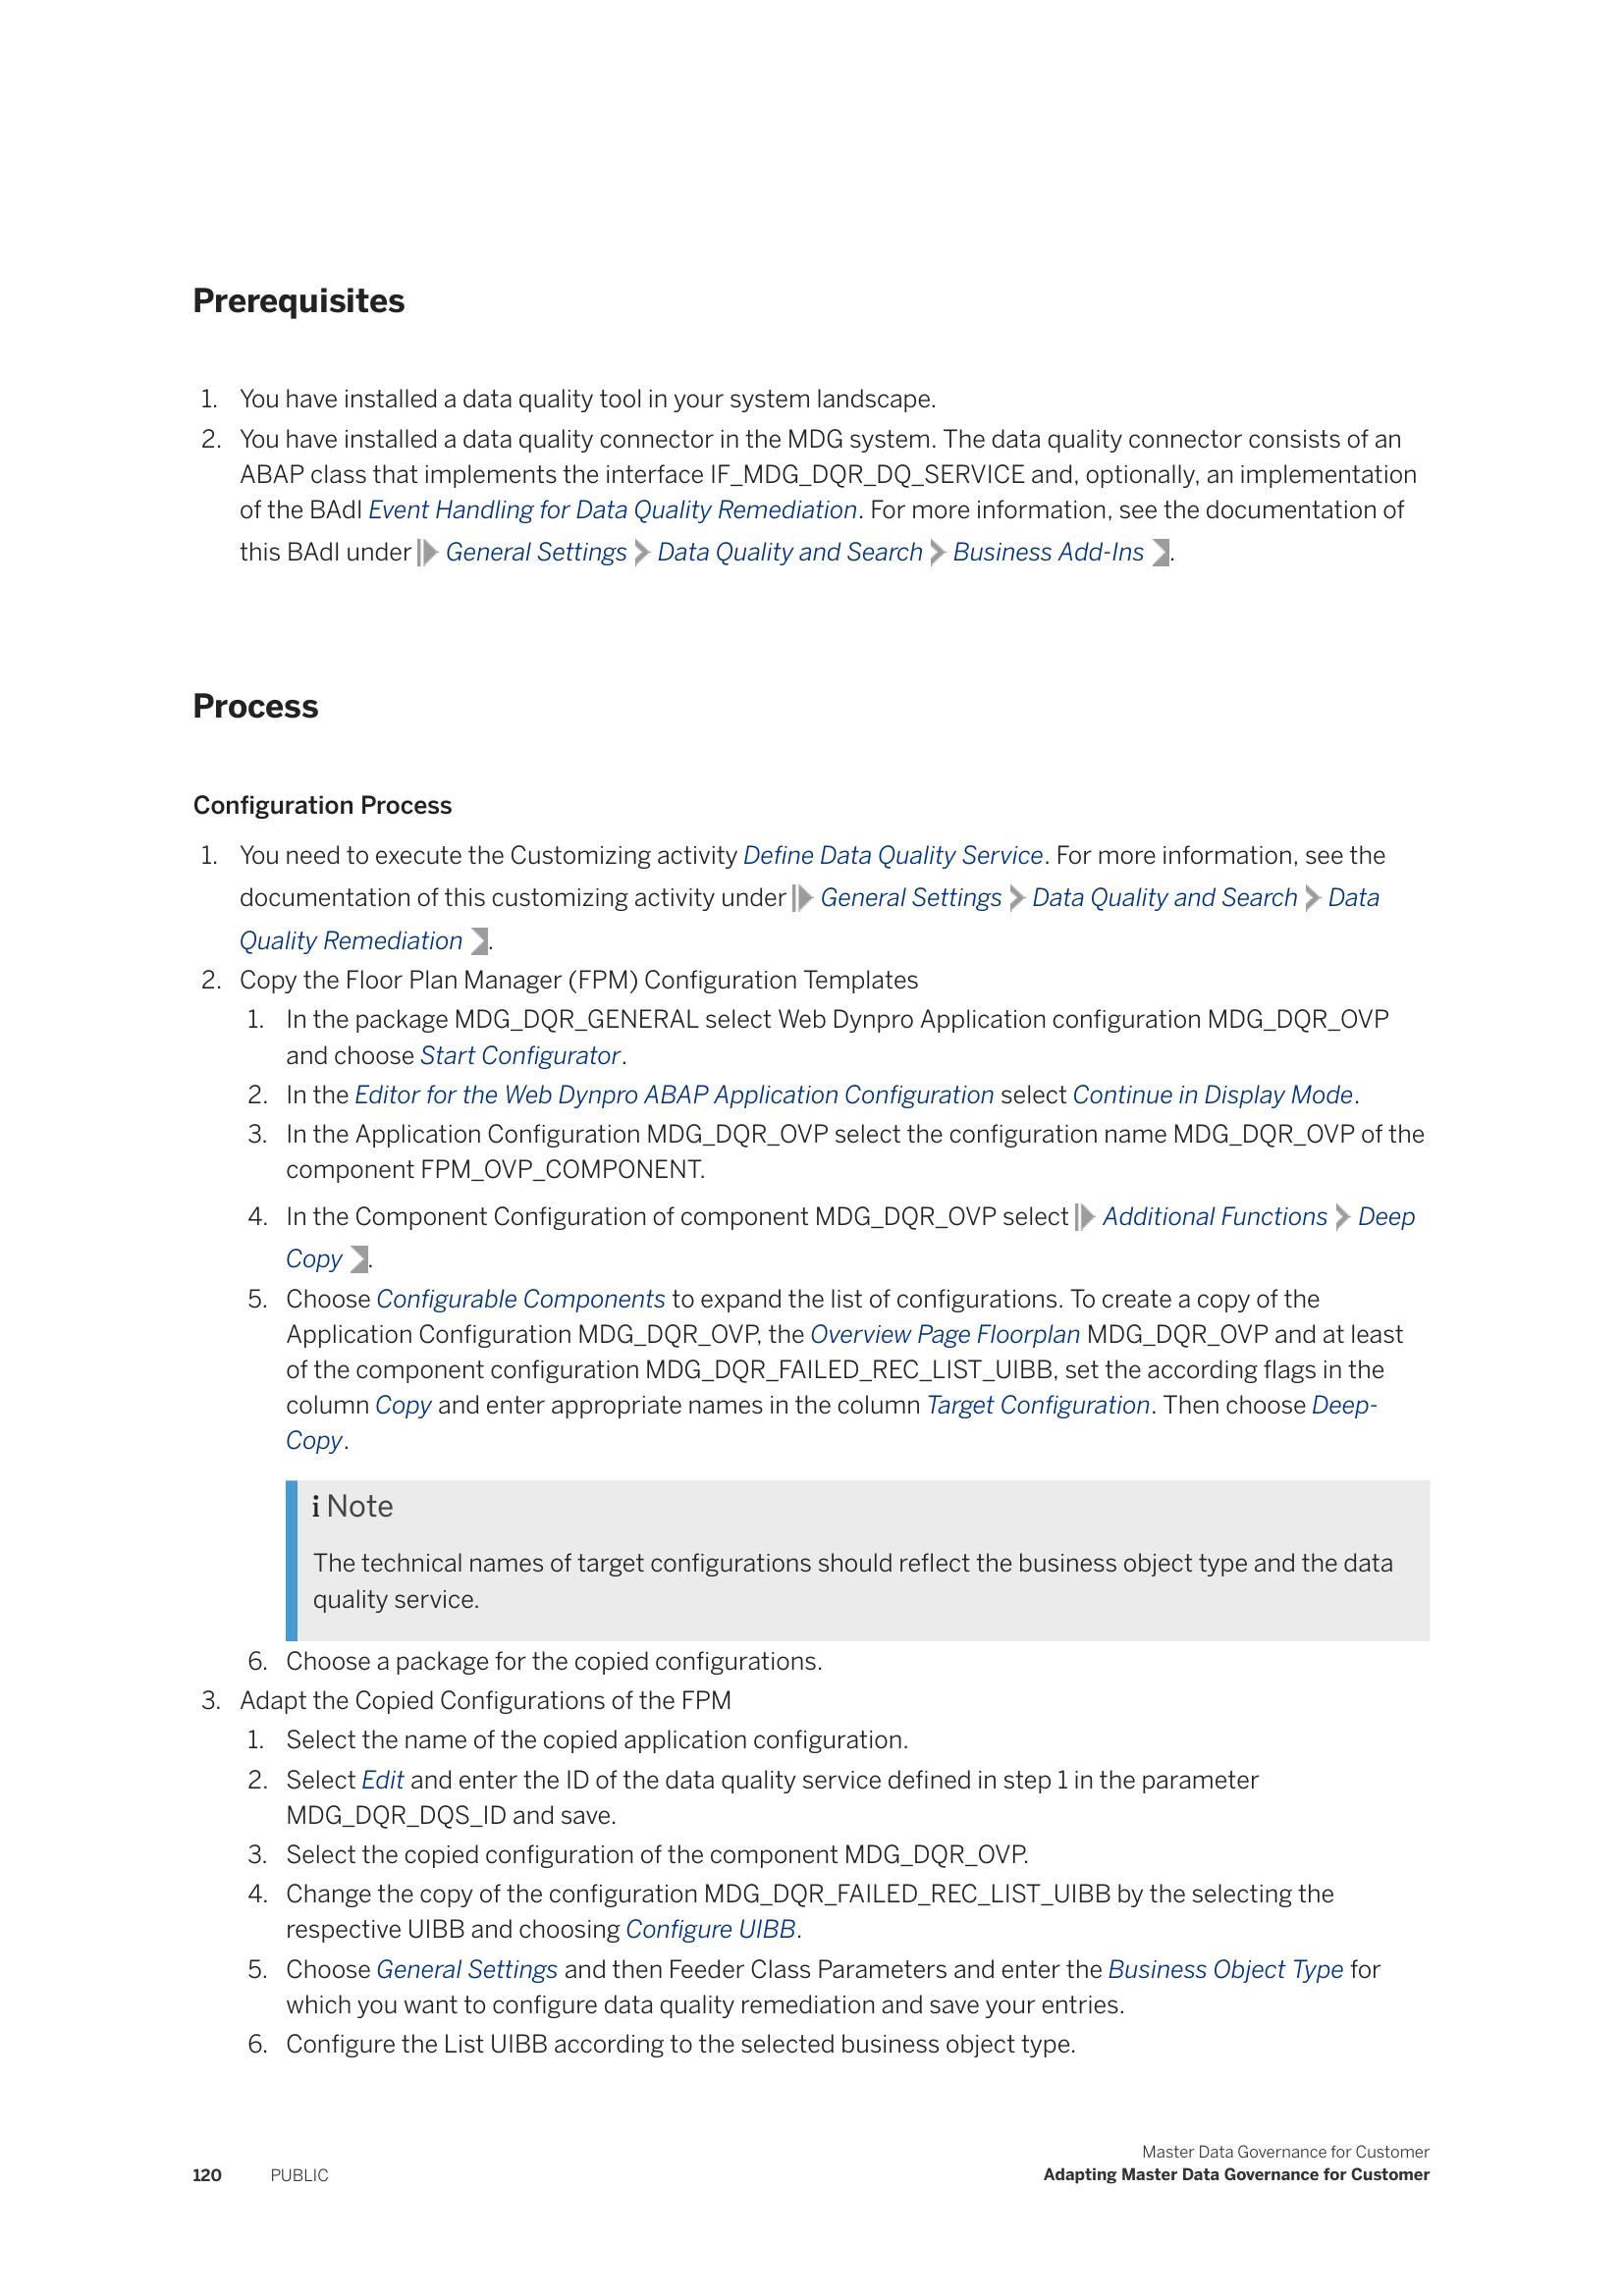 Prerequisites
1. You have installed a data quality tool in your system landscape.
2. You have installed a data quality connector in the MDG system. The data quality connector consists of an
ABAP class that implements the interface IF_MDG_DQR_DQ_SERVICE and, optionally, an implementation
of the BAdI Event Handling for Data Quality Remediation. For more information, see the documentation of
this BAdI under General Settings Data Quality and Search Business Add-Ins .
Process
Configuration Process
1. You need to execute the Customizing activity Define Data Quality Service. For more information, see the
documentation of this customizing activity under General Settings Data Quality and Search Data
Quality Remediation .
2. Copy the Floor Plan Manager (FPM) Configuration Templates
1. In the package MDG_DQR_GENERAL select Web Dynpro Application configuration MDG_DQR_OVP
and choose Start Configurator.
2. In the Editor for the Web Dynpro ABAP Application Configuration select Continue in Display Mode.
3. In the Application Configuration MDG_DQR_OVP select the configuration name MDG_DQR_OVP of the
component FPM_OVP_COMPONENT.
4. In the Component Configuration of component MDG_DQR_OVP select Additional Functions Deep
Copy .
5. Choose Configurable Components to expand the list of configurations. To create a copy of the
Application Configuration MDG_DQR_OVP, the Overview Page Floorplan MDG_DQR_OVP and at least
of the component configuration MDG_DQR_FAILED_REC_LIST_UIBB, set the according flags in the
column Copy and enter appropriate names in the column Target Configuration. Then choose Deep-
Copy.
i Note
The technical names of target configurations should reflect the business object type and the data
quality service.
6. Choose a package for the copied configurations.
3. Adapt the Copied Configurations of the FPM
1. Select the name of the copied application configuration.
2. Select Edit and enter the ID of the data quality service defined in step 1 in the parameter
MDG_DQR_DQS_ID and save.
3. Select the copied configuration of the component MDG_DQR_OVP.
4. Change the copy of the configuration MDG_DQR_FAILED_REC_LIST_UIBB by the selecting the
respective UIBB and choosing Configure UIBB.
5. Choose General Settings and then Feeder Class Parameters and enter the Business Object Type for
which you want to configure data quality remediation and save your entries.
6. Configure the List UIBB according to the selected business object type.
120 PUBLIC
Master Data Governance for Customer
Adapting Master Data Governance for Customer